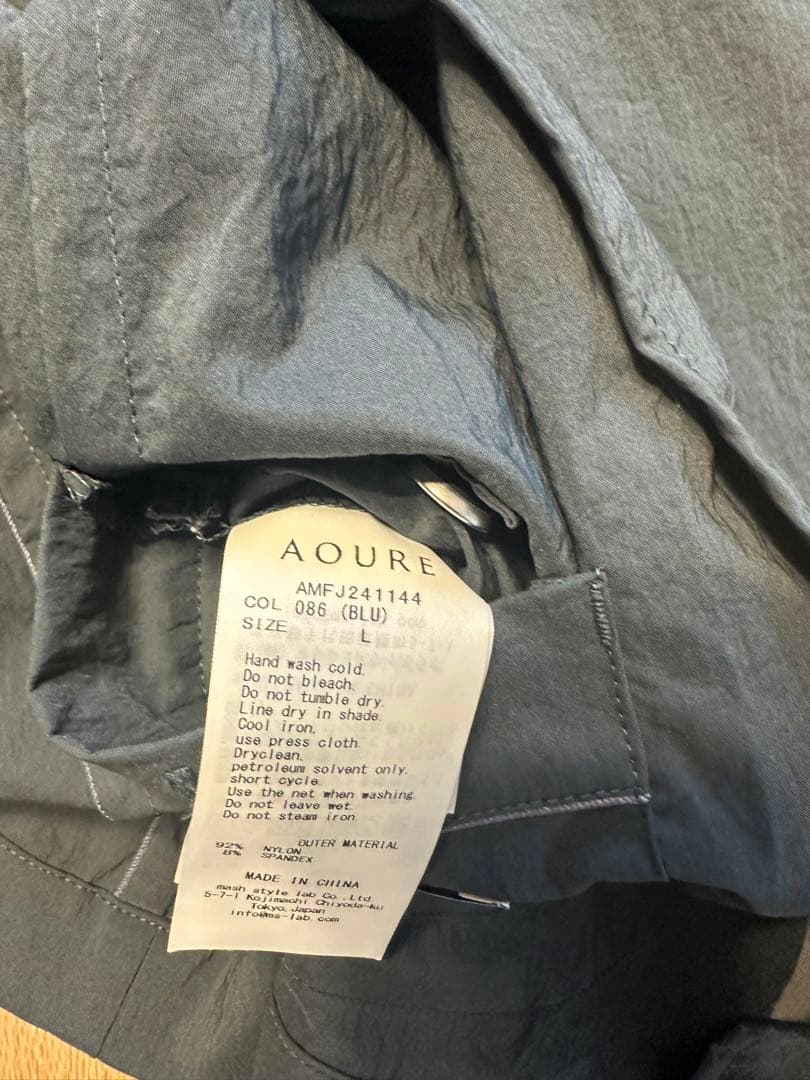 AOURE
AMFJ241144
COL 086 (BLU)
SIZE L
Hand wash cold.
Do not bleach.
Do not tumble dry.
Line dry in shade.
Cool iron,
use press cloth.
Dryclean,
petroleum solvent only.
short cycle.
Use the net when washing.
Do not leave wet.
Do not steam iron.
OUTER MATERIAL
92% NYLON
8% SPANDEX
MADE IN CHINA
mash style lab Co.,Ltd
5-7-1 Kojimachi Chiyoda-ku
Tokyo, Japan
info@ms-lab.com